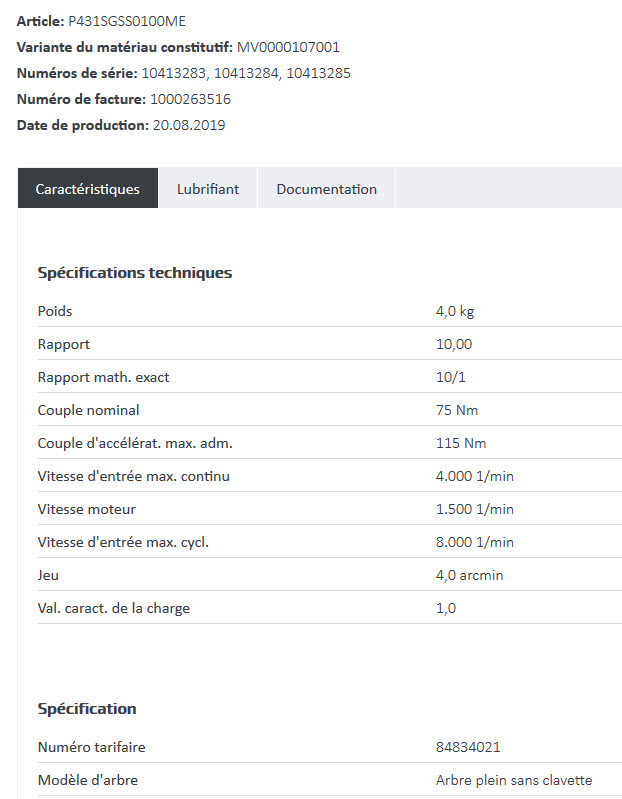 Article: P431SGSS0100ME
Variante du matériau constitutif: MV0000107001
Numéros de série: 10413283, 10413284, 10413285
Numéro de facture: 1000263516
Date de production: 20.08.2019
Caractéristiques Lubrifiant Documentation
Spécifications techniques
Poids 4,0 kg
Rapport 10,00
Rapport math. exact 10/1
Couple nominal 75 Nm
Couple d'accélérat. max. adm. 115 Nm
Vitesse d'entrée max. continu 4.000 1/min
Vitesse moteur 1.500 1/min
Vitesse d'entrée max. cycl. 8.000 1/min
Jeu 4,0 arcmin
Val. caract. de la charge 1,0
Spécification
Numéro tarifaire 84834021
Modèle d'arbre Arbre plein sans clavette